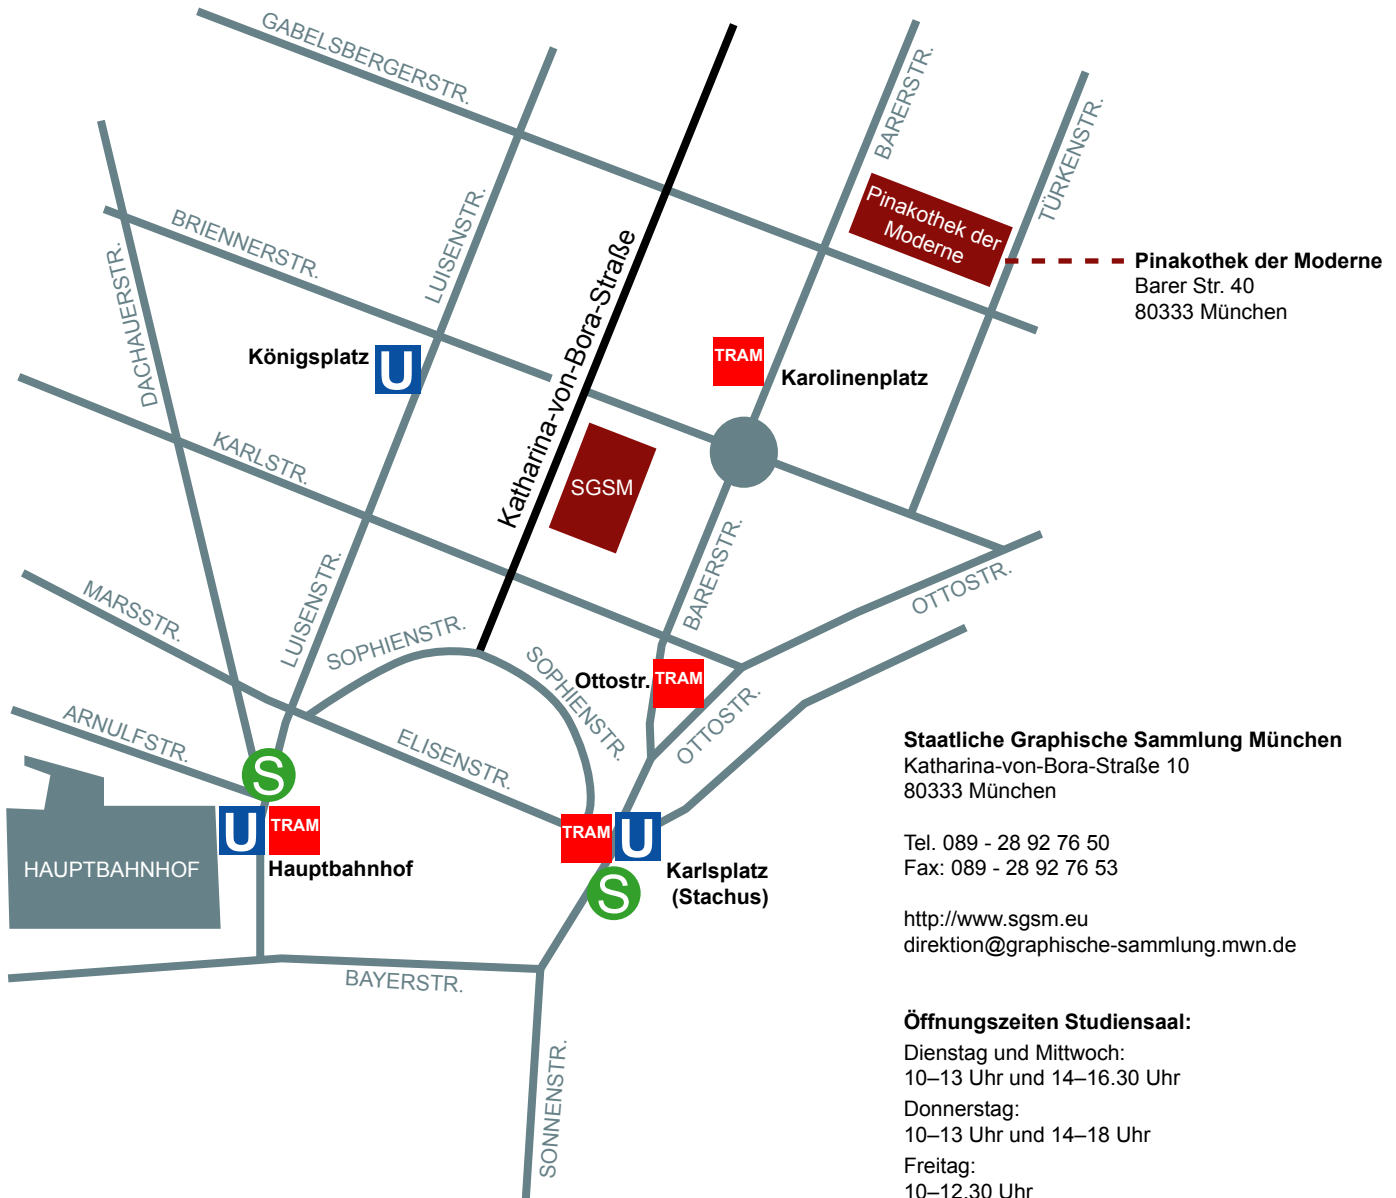 GABELSBERGERSTR.
BARERSTR.
TÜRKENSTR.
Pinakothek der
Moderne
Pinakothek der Moderne
Barer Str. 40
80333 München
BRIENNERSTR.
LUISENSTR.
DACHAUERSTR.
Katharina-von-Bora-Straße
Königsplatz
U
TRAM
Karolinenplatz
KARLSTR.
SGSM
BARERSTR.
OTTOSTR.
MARSSTR.
LUISENSTR.
SOPHIENSTR.
SOPHIENSTR.
Ottostr.
TRAM
OTTOSTR.
ARNULFSTR.
ELISENSTR.
S
U
TRAM
Hauptbahnhof
HAUPTBAHNHOF
TRAM
U
S
Karlsplatz
(Stachus)
BAYERSTR.
SONNENSTR.
Staatliche Graphische Sammlung München
Katharina-von-Bora-Straße 10
80333 München
Tel. 089 - 28 92 76 50
Fax: 089 - 28 92 76 53
http://www.sgsm.eu
direktion@graphische-sammlung.mwn.de
Öffnungszeiten Studiensaal:
Dienstag und Mittwoch:
10–13 Uhr und 14–16.30 Uhr
Donnerstag:
10–13 Uhr und 14–18 Uhr
Freitag:
10–12.30 Uhr